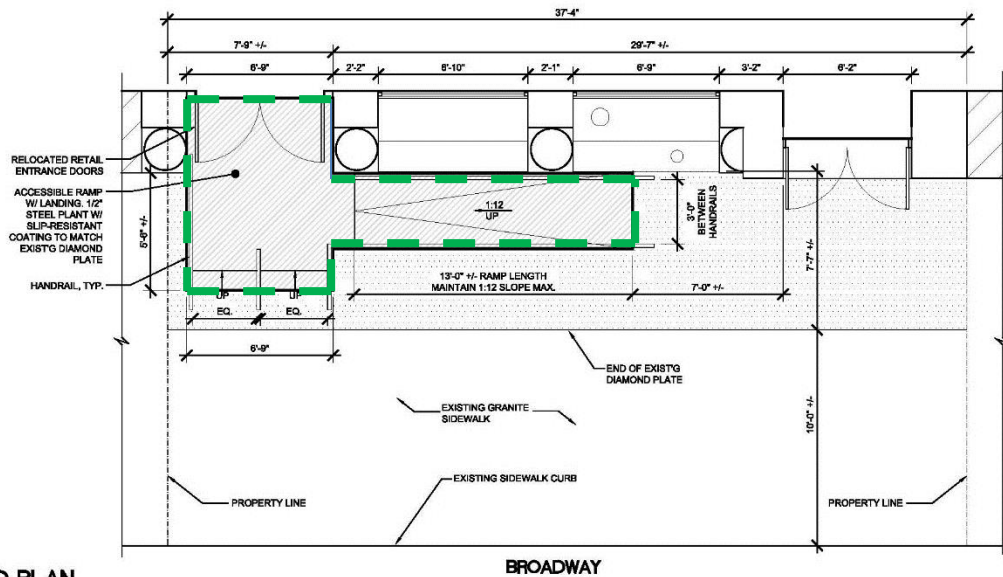 37'-4"
7'-9" +/-
29'-7" +/-
6'-9"
2'-2"
6'-10"
2'-1"
6'-9"
3'-2"
6'-2"
RELOCATED RETAIL
ENTRANCE DOORS
ACCESSIBLE RAMP
W/ LANDING. 1/2"
STEEL PLANT W/
SLIP-RESISTANT
COATING TO MATCH
EXIST'G DIAMOND
PLATE
HANDRAIL, TYP.
5'-6" +/-
1:12
UP
3'-0"
BETWEEN
HANDRAILS
7'-7" +/-
13'-0" +/- RAMP LENGTH
MAINTAIN 1:12 SLOPE MAX.
7'-0" +/-
UP
UP
EQ.
EQ.
6'-9"
END OF EXIST'G
DIAMOND PLATE
EXISTING GRANITE
SIDEWALK
10'-0" +/-
EXISTING SIDEWALK CURB
PROPERTY LINE
PROPERTY LINE
BROADWAY
PLAN